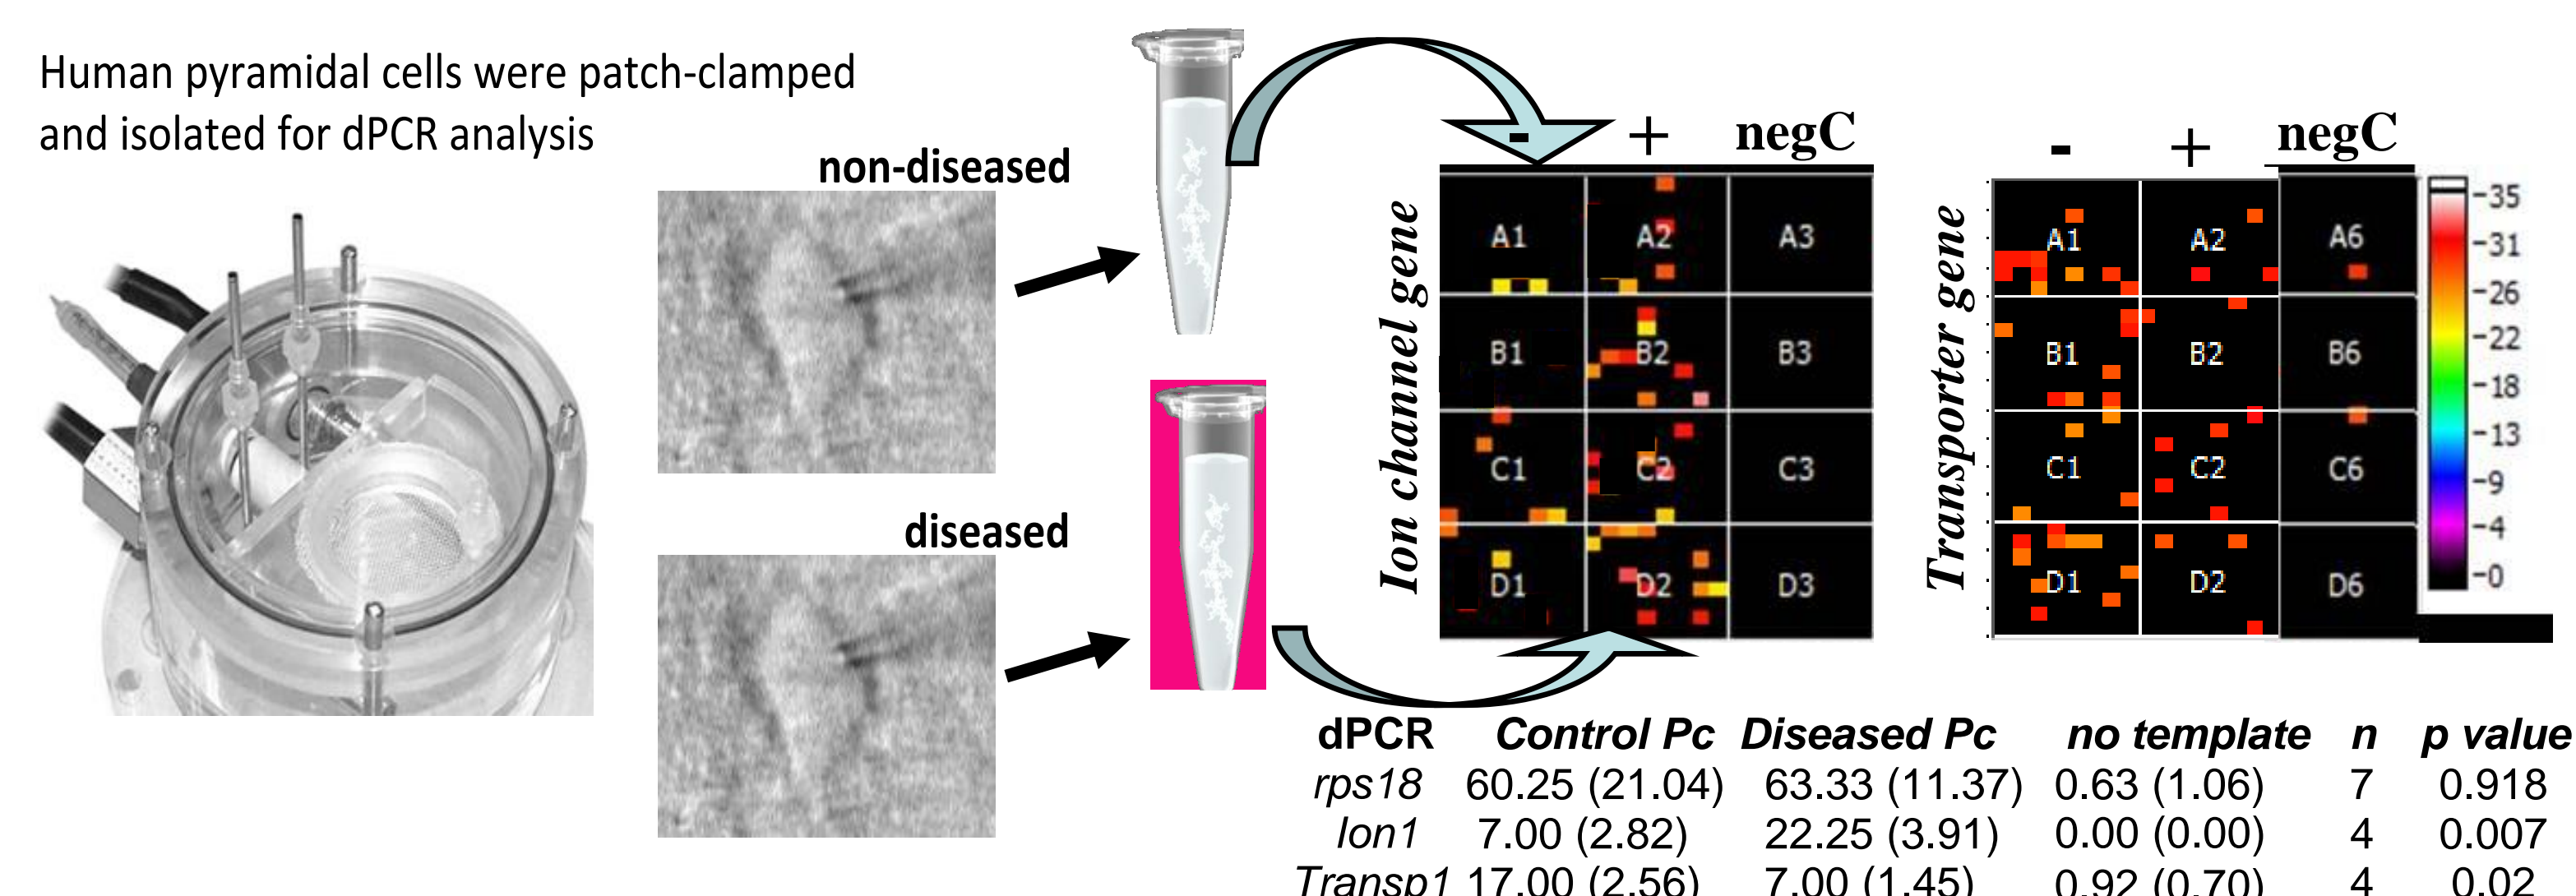 Human pyramidal cells were patch-clamped
and isolated for dPCR analysis
non-diseased
diseased
Ion channel gene
- + negC
A1 A2 A3
B1 B2 B3
C1 C2 C3
D1 D2 D3
Transporter gene
- + negC
A1 A2 A6
B1 B2 B6
C1 C2 C6
D1 D2 D6
-35
-31
-26
-22
-18
-13
-9
-4
-0
dPCR Control Pc Diseased Pc no template n p value
rps18 60.25 (21.04) 63.33 (11.37) 0.63 (1.06) 7 0.918
Ion1 7.00 (2.82) 22.25 (3.91) 0.00 (0.00) 4 0.007
Transp1 17.00 (2.56) 7.00 (1.45) 0.92 (0.70) 4 0.02